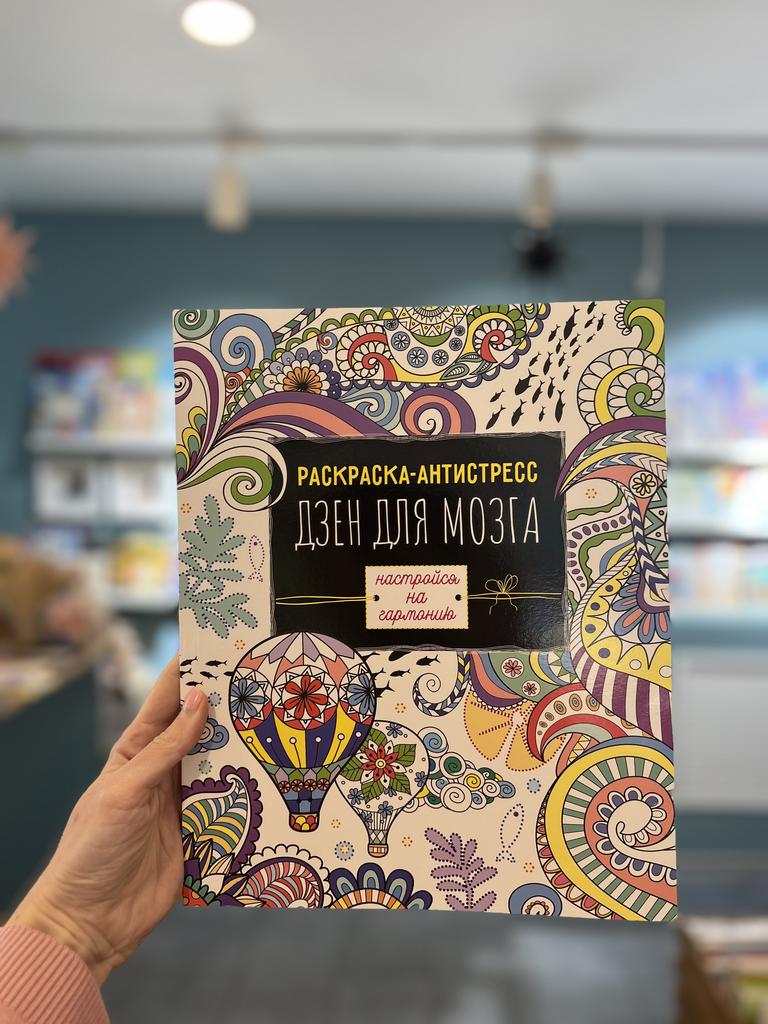 РАСКРАСКА-АНТИСТРЕСС
ДЗЕН ДЛЯ МОЗГА
настройся
на
гармонию